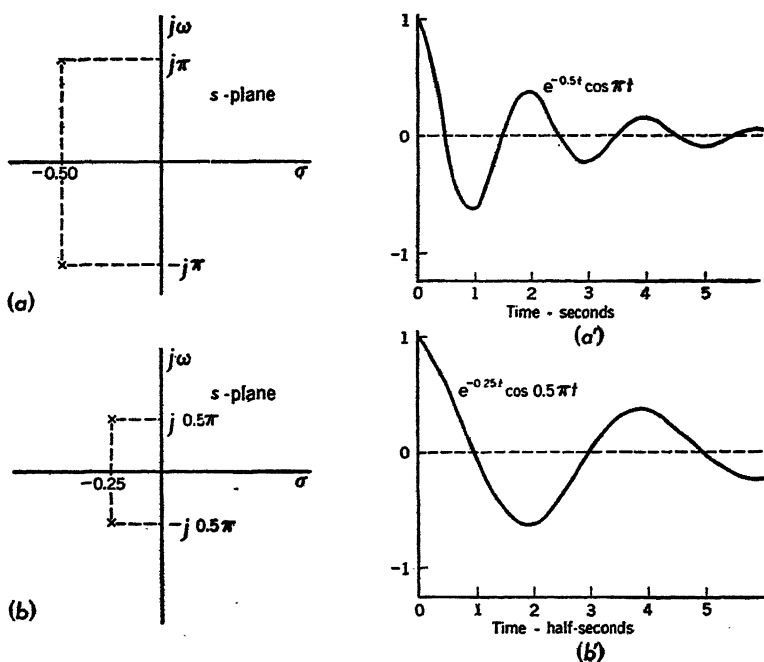 jω
jπ
s-plane
-0.50
σ
-jπ
(a)
1
e^{-0.5t} cos πt
0
-1
0 1 2 3 4 5
Time - seconds
(a')
jω
s-plane
j 0.5π
-0.25
σ
-j 0.5π
(b)
1
e^{-0.25t} cos 0.5πt
0
-1
0 1 2 3 4 5
Time - half-seconds
(b')